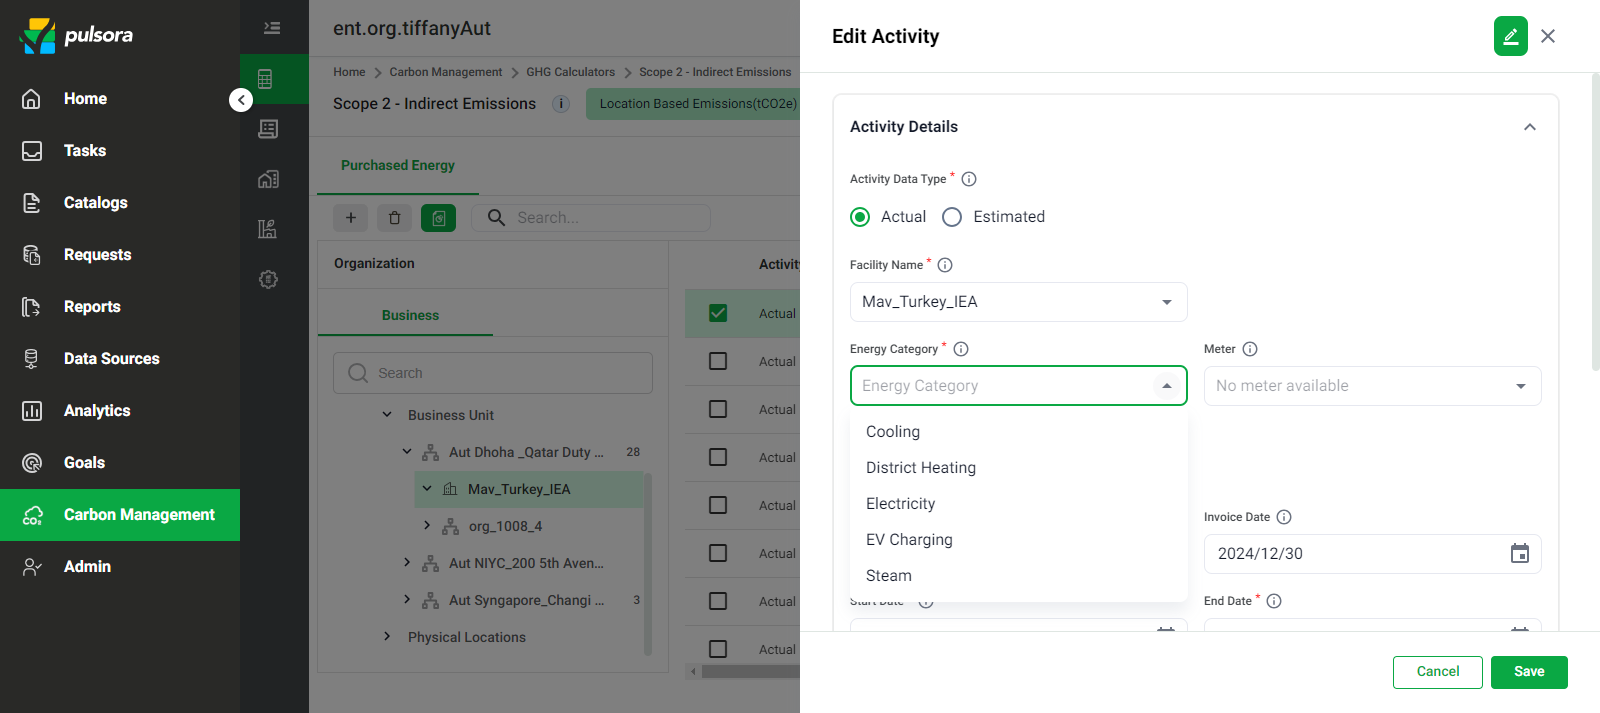 pulsora
Home
Tasks
Catalogs
Requests
Reports
Data Sources
Analytics
Goals
Carbon Management
Admin
ent.org.tiffanyAut
Home > Carbon Management > GHG Calculators > Scope 2 - Indirect Emissions
Scope 2 - Indirect Emissions
Location Based Emissions(tCO2e)
Purchased Energy
Search...
Organization
Business
Search
Business Unit
Aut Dhoha _Qatar Duty ... 28
Mav_Turkey_IEA
org_1008_4
Aut NIYC_200 5th Aven...
Aut Syngapore_Changi ... 3
Physical Locations
Activity
Actual
Actual
Actual
Actual
Actual
Actual
Actual
Actual
Edit Activity
Activity Details
Activity Data Type *
Actual Estimated
Facility Name *
Mav_Turkey_IEA
Energy Category * Meter
Energy Category No meter available
Cooling
District Heating
Electricity
EV Charging
Steam
Invoice Date
2024/12/30
Start Date End Date *
Cancel Save